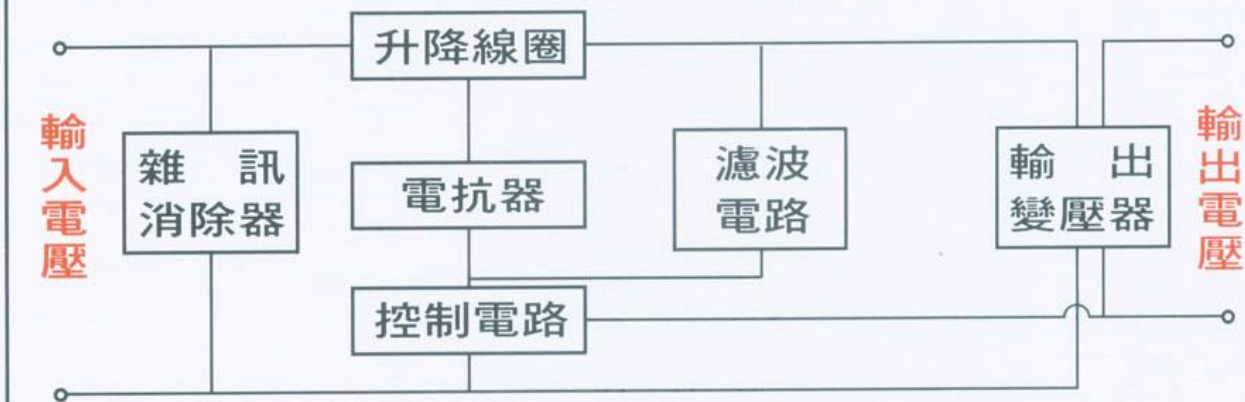 升降線圈
輸入電壓
雜訊
消除器
電抗器
濾波
電路
輸出
變壓器
輸出電壓
控制電路